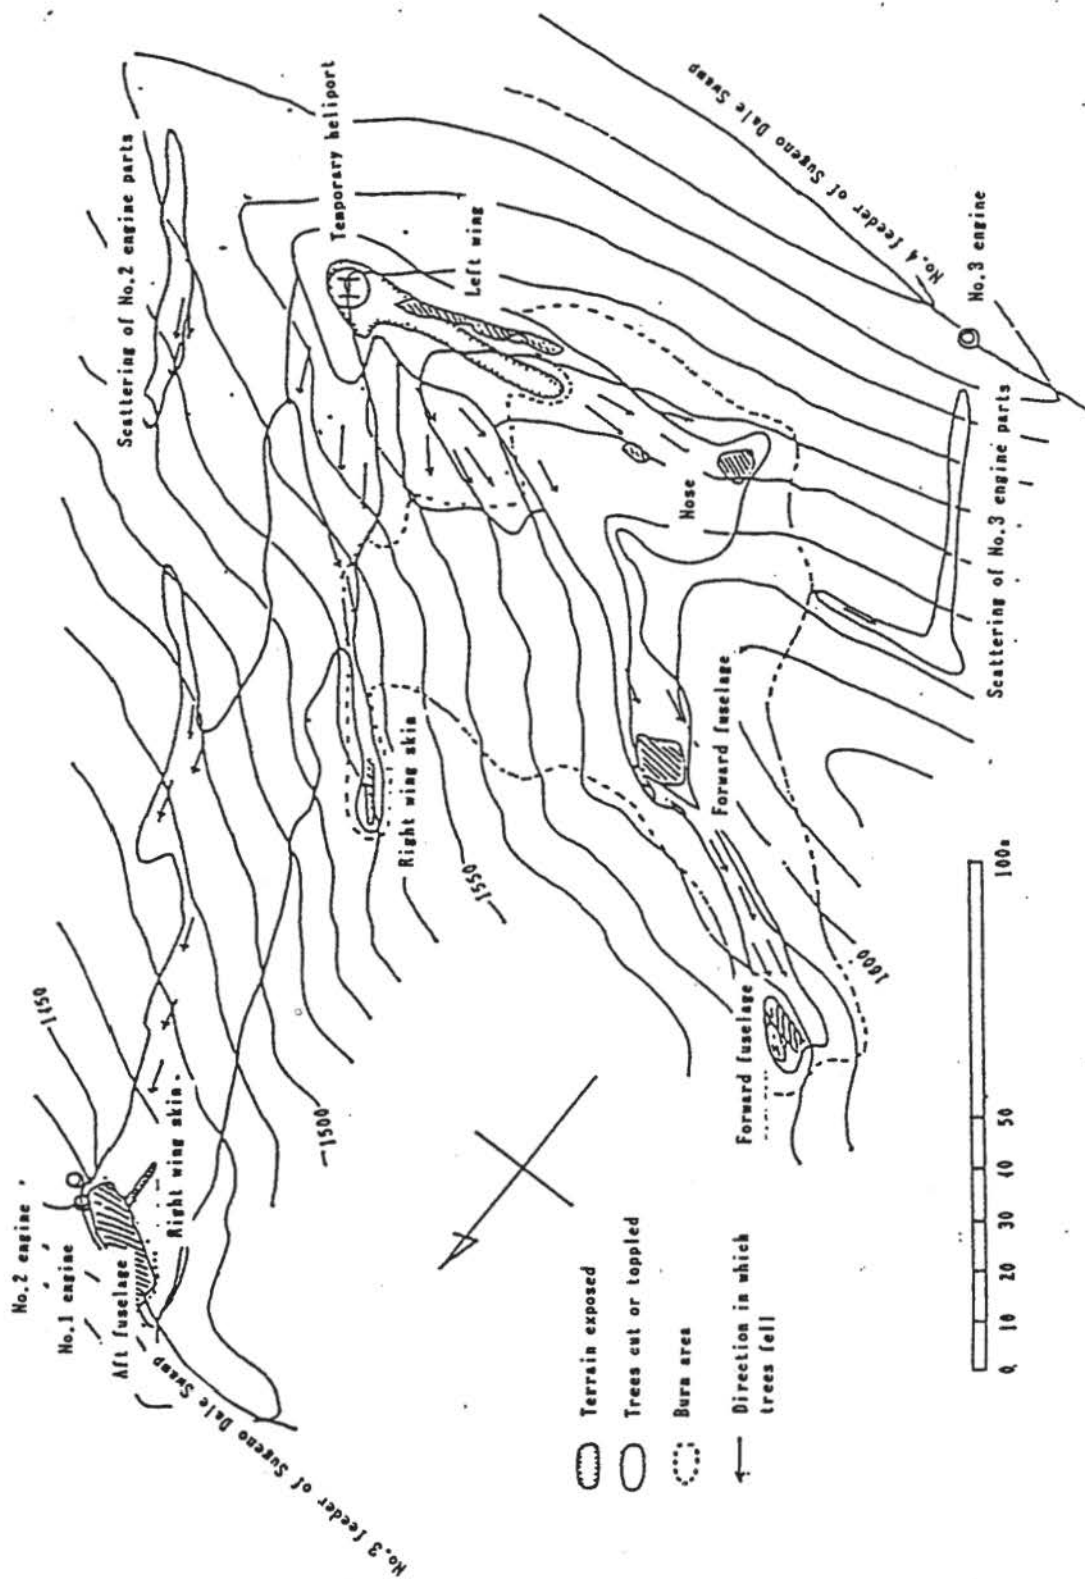 No.2 engine
No.1 engine
Aft fuselage
Right wing skin
No.3 feeder of Sugeno Dale Swamp
1450
1500
1550
1600
Scattering of No.2 engine parts
Temporary heliport
Left wing
Right wing skin
Nose
Forward fuselage
Forward fuselage
No.4 feeder of Sugeno Dale Swamp
No.3 engine
Scattering of No.3 engine parts
Terrain exposed
Trees cut or toppled
Burn area
Direction in which
trees fell
0 10 20 30 40 50 100m